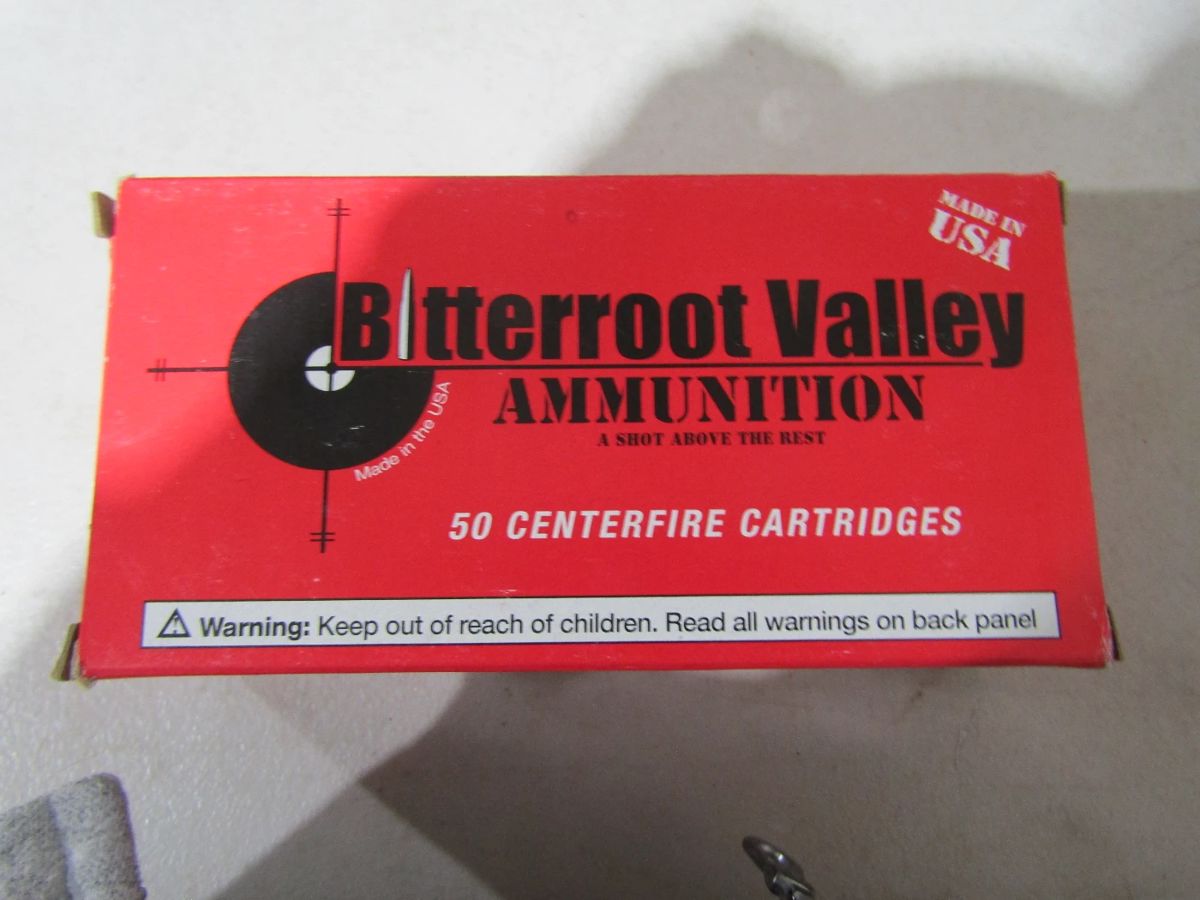 MADE IN
USA
Bitterroot Valley
AMMUNITION
A SHOT ABOVE THE REST
Made in the USA
50 CENTERFIRE CARTRIDGES
Warning: Keep out of reach of children. Read all warnings on back panel